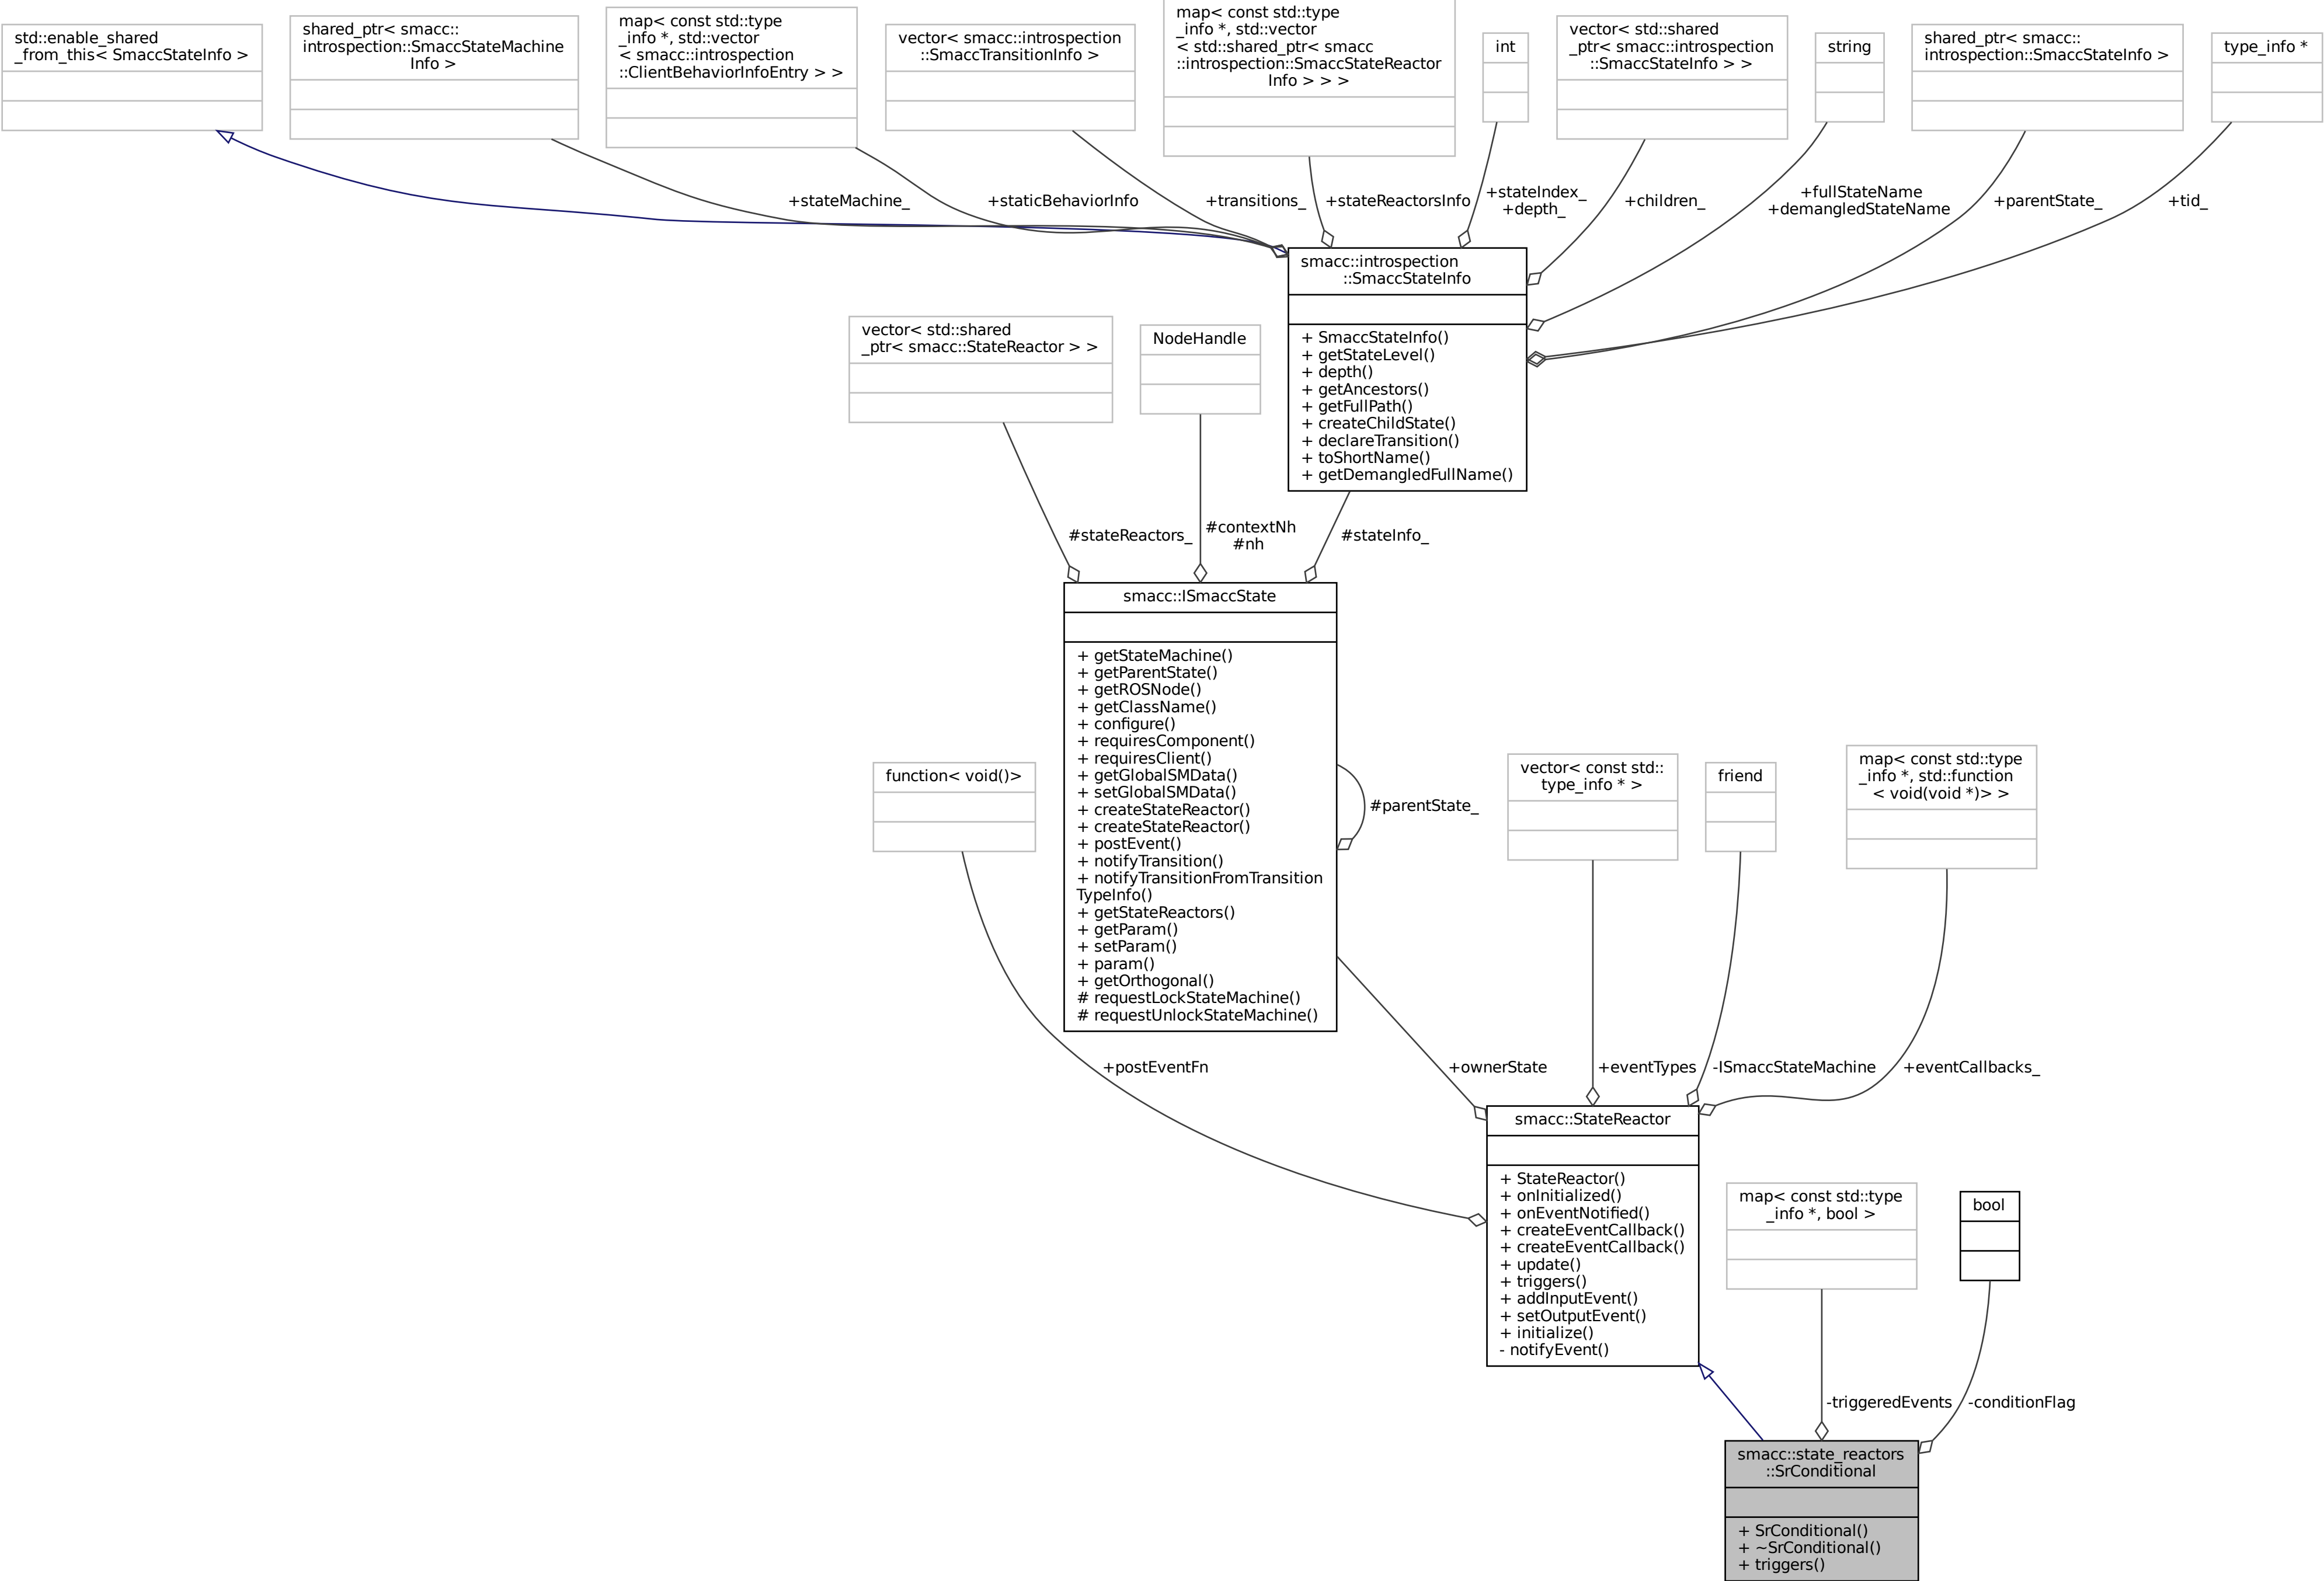 std::enable_shared
_from_this< SmaccStateInfo >
shared_ptr< smacc::
introspection::SmaccStateMachine
Info >
map< const std::type
_info *, std::vector
< smacc::introspection
::ClientBehaviorInfoEntry > >
vector< smacc::introspection
::SmaccTransitionInfo >
map< const std::type
_info *, std::vector
< std::shared_ptr< smacc
::introspection::SmaccStateReactor
Info > > >
int
vector< std::shared
_ptr< smacc::introspection
::SmaccStateInfo > >
string
shared_ptr< smacc::
introspection::SmaccStateInfo >
type_info *
+stateMachine_
+staticBehaviorInfo
+transitions_
+stateReactorsInfo
+stateIndex_
+depth_
+children_
+fullStateName
+demangledStateName
+parentState_
+tid_
smacc::introspection
::SmaccStateInfo
+ SmaccStateInfo()
+ getStateLevel()
+ depth()
+ getAncestors()
+ getFullPath()
+ createChildState()
+ declareTransition()
+ toShortName()
+ getDemangledFullName()
vector< std::shared
_ptr< smacc::StateReactor > >
NodeHandle
#stateReactors_
#contextNh
#nh
#stateInfo_
smacc::ISmaccState
+ getStateMachine()
+ getParentState()
+ getROSNode()
+ getClassName()
+ configure()
+ requiresComponent()
+ requiresClient()
+ getGlobalSMData()
+ setGlobalSMData()
+ createStateReactor()
+ createStateReactor()
+ postEvent()
+ notifyTransition()
+ notifyTransitionFromTransition
TypeInfo()
+ getStateReactors()
+ getParam()
+ setParam()
+ param()
+ getOrthogonal()
# requestLockStateMachine()
# requestUnlockStateMachine()
#parentState_
function< void()>
vector< const std::
type_info * >
friend
map< const std::type
_info *, std::function
< void(void *)> >
+postEventFn
+ownerState
+eventTypes
-ISmaccStateMachine
+eventCallbacks_
smacc::StateReactor
+ StateReactor()
+ onInitialized()
+ onEventNotified()
+ createEventCallback()
+ createEventCallback()
+ update()
+ triggers()
+ addInputEvent()
+ setOutputEvent()
+ initialize()
- notifyEvent()
map< const std::type
_info *, bool >
bool
-triggeredEvents
-conditionFlag
smacc::state_reactors
::SrConditional
+ SrConditional()
+ ~SrConditional()
+ triggers()